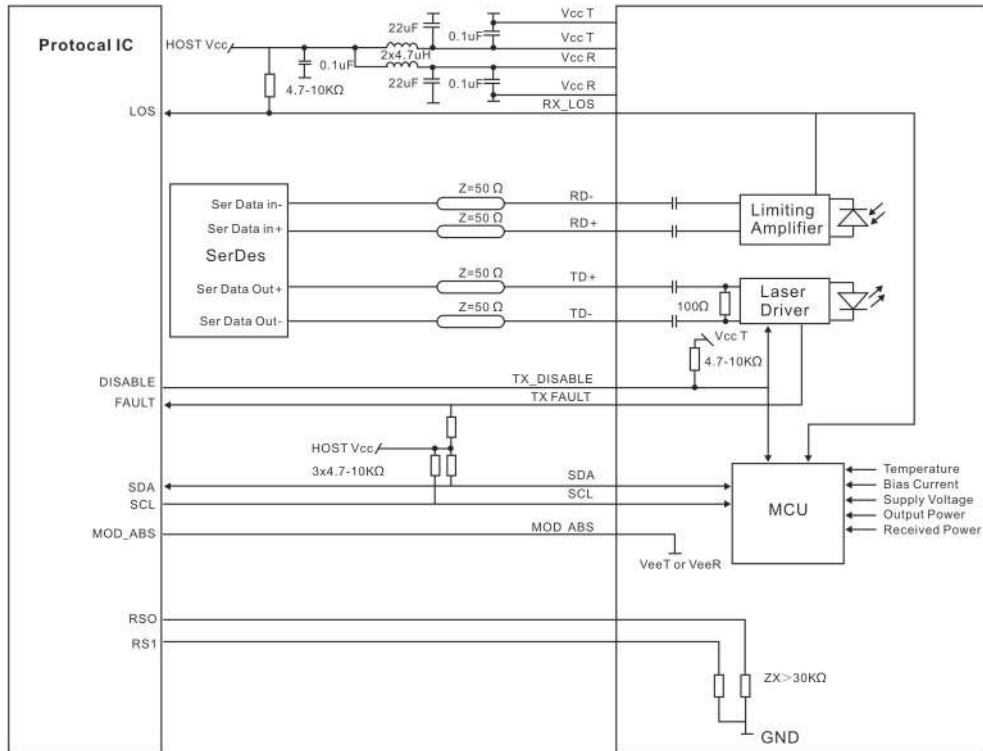 Vcc T
22uF
0.1uF
Vcc T
Protocal IC
HOST Vcc
2x4.7uH
0.1uF
Vcc R
22uF
0.1uF
4.7-10KΩ
Vcc R
LOS
RX_LOS
Z=50 Ω
RD-
Ser Data in-
Limiting
Amplifier
Z=50 Ω
RD+
Ser Data in+
SerDes
Z=50 Ω
TD+
Ser Data Out+
Laser
Driver
100Ω
Z=50 Ω
TD-
Ser Data Out-
Vcc T
4.7-10KΩ
DISABLE
TX_DISABLE
FAULT
TX FAULT
HOST Vcc
3x4.7-10KΩ
SDA
SDA
SCL
SCL
MCU
Temperature
Bias Current
Supply Voltage
Output Power
Received Power
MOD_ABS
MOD ABS
VeeT or VeeR
RSO
RS1
ZX>30KΩ
GND